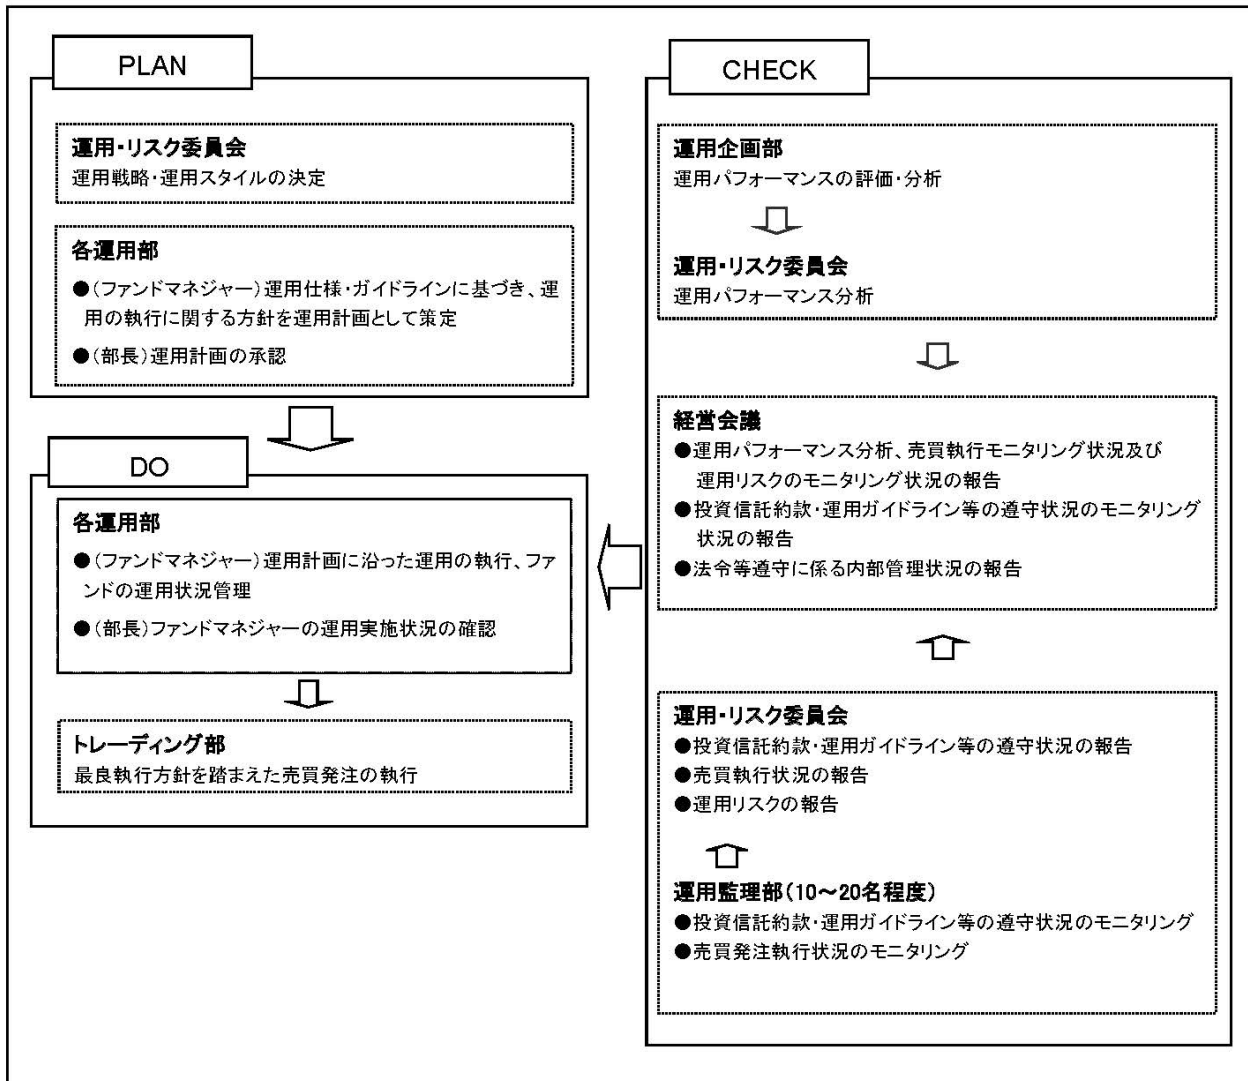 PLAN
運用・リスク委員会
運用戦略・運用スタイルの決定
各運用部
●(ファンドマネジャー)運用仕様・ガイドラインに基づき、運
用の執行に関する方針を運用計画として策定
●(部長)運用計画の承認
DO
各運用部
●(ファンドマネジャー)運用計画に沿った運用の執行、ファ
ンドの運用状況管理
●(部長)ファンドマネジャーの運用実施状況の確認
トレーディング部
最良執行方針を踏まえた売買発注の執行
CHECK
運用企画部
運用パフォーマンスの評価・分析
運用・リスク委員会
運用パフォーマンス分析
経営会議
●運用パフォーマンス分析、売買執行モニタリング状況及び
運用リスクのモニタリング状況の報告
●投資信託約款・運用ガイドライン等の遵守状況のモニタリング
状況の報告
●法令等遵守に係る内部管理状況の報告
運用・リスク委員会
●投資信託約款・運用ガイドライン等の遵守状況の報告
●売買執行状況の報告
●運用リスクの報告
運用監理部(10～20名程度)
●投資信託約款・運用ガイドライン等の遵守状況のモニタリング
●売買発注執行状況のモニタリング